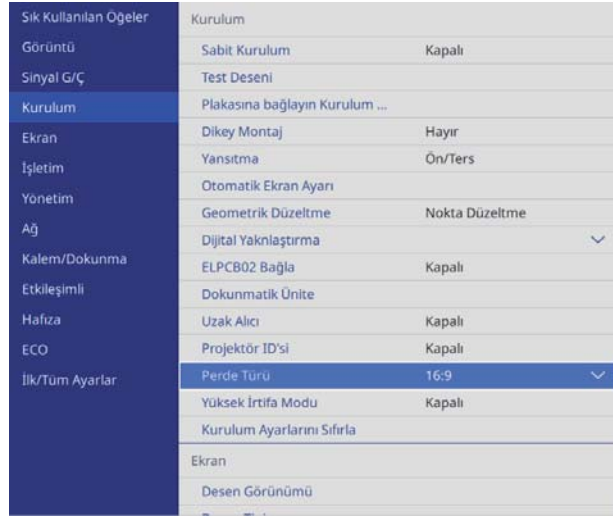 Sık Kullanılan Öğeler
Görüntü
Sinyal G/Ç
Kurulum
Ekran
İşletim
Yönetim
Ağ
Kalem/Dokunma
Etkileşimli
Hafıza
ECO
İlk/Tüm Ayarlar
Kurulum
Sabit Kurulum Kapalı
Test Deseni
Plakasına bağlayın Kurulum ...
Dikey Montaj Hayır
Yansıtma Ön/Ters
Otomatik Ekran Ayarı
Geometrik Düzeltme Nokta Düzeltme
Dijital Yaknlaştırma
ELPCB02 Bağla Kapalı
Dokunmatik Ünite
Uzak Alıcı Kapalı
Projektör ID'si Kapalı
Perde Türü 16:9
Yüksek İrtifa Modu Kapalı
Kurulum Ayarlarını Sıfırla
Ekran
Desen Görünümü